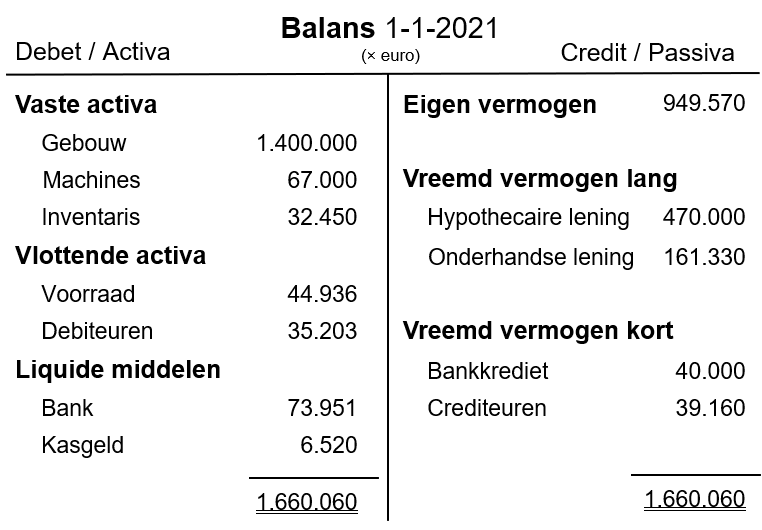 Balans 1-1-2021
(× euro)
Debet / Activa
Credit / Passiva
Vaste activa
Gebouw 1.400.000
Machines 67.000
Inventaris 32.450
Vlottende activa
Voorraad 44.936
Debiteuren 35.203
Liquide middelen
Bank 73.951
Kasgeld 6.520
1.660.060
Eigen vermogen 949.570
Vreemd vermogen lang
Hypothecaire lening 470.000
Onderhandse lening 161.330
Vreemd vermogen kort
Bankkrediet 40.000
Crediteuren 39.160
1.660.060